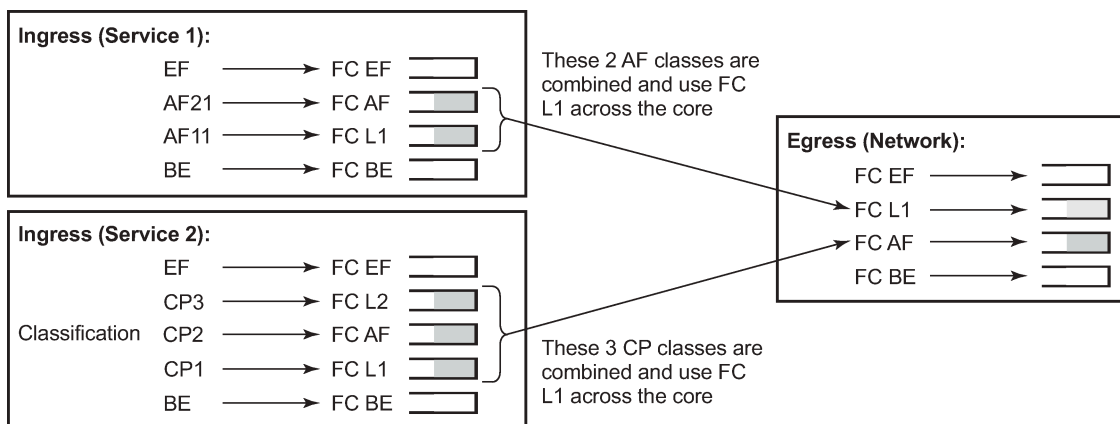 Ingress (Service 1):
EF FC EF
AF21 FC AF
AF11 FC L1
BE FC BE
These 2 AF classes are
combined and use FC
L1 across the core
Ingress (Service 2):
EF FC EF
CP3 FC L2
Classification CP2 FC AF
CP1 FC L1
BE FC BE
These 3 CP classes are
combined and use FC
L1 across the core
Egress (Network):
FC EF
FC L1
FC AF
FC BE